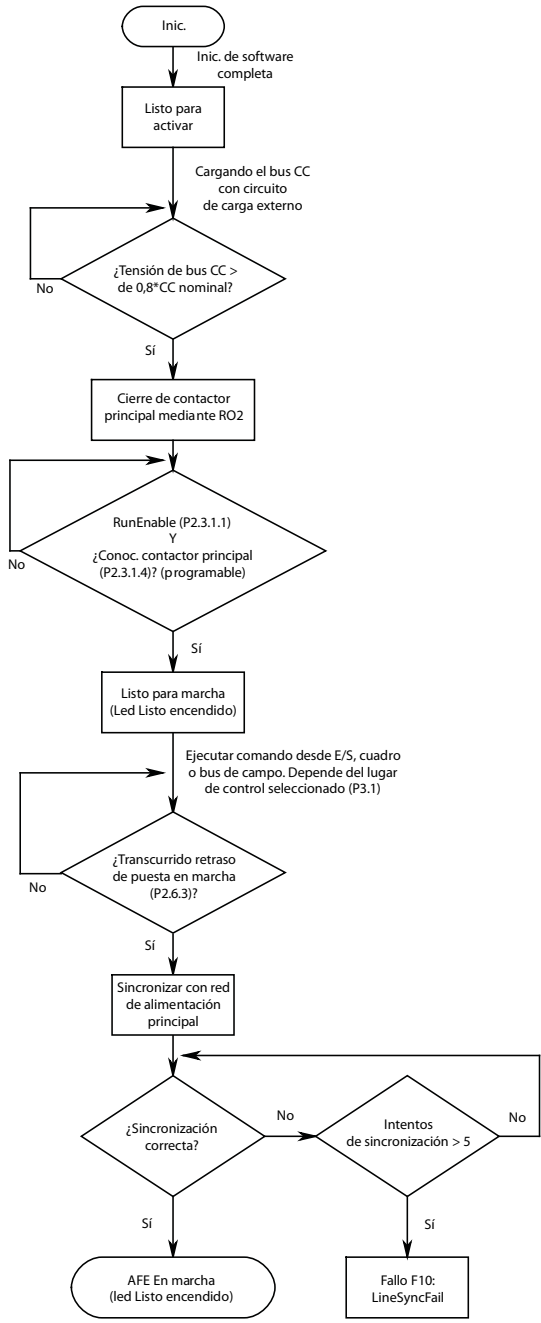 Inic.
Inic. de software
completa
Listo para
activar
Cargando el bus CC
con circuito
de carga externo
¿Tensión de bus CC >
de 0,8*CC nominal?
No
Sí
Cierre de contactor
principal mediante RO2
RunEnable (P2.3.1.1)
Y
¿Conoc. contactor principal
(P2.3.1.4)? (programable)
No
Sí
Listo para marcha
(Led Listo encendido)
Ejecutar comando desde E/S, cuadro
o bus de campo. Depende del lugar
de control seleccionado (P3.1)
¿Transcurrido retraso
de puesta en marcha
(P2.6.3)?
No
Sí
Sincronizar con red
de alimentación
principal
¿Sincronización
correcta?
No
Intentos
de sincronización > 5
No
Sí
Sí
AFE En marcha
(led Listo encendido)
Fallo F10:
LineSyncFail